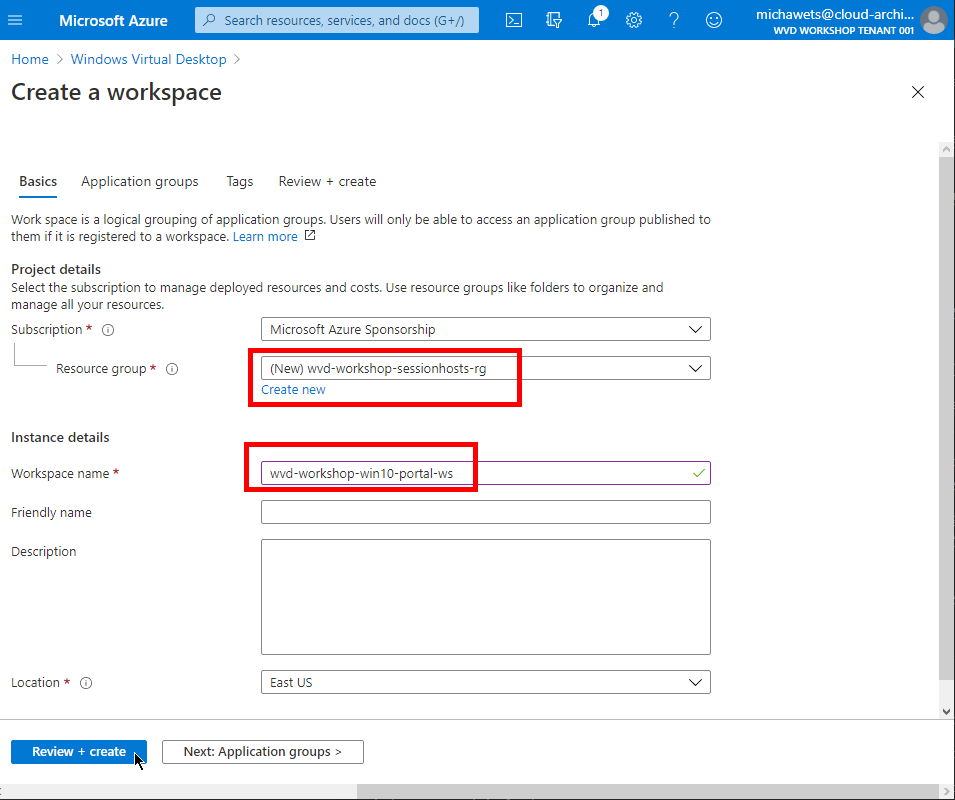 Microsoft Azure
Search resources, services, and docs (G+/)
1
michawets@cloud-archi...
WVD WORKSHOP TENANT 001
Home > Windows Virtual Desktop >
Create a workspace
Basics Application groups Tags Review + create
Work space is a logical grouping of application groups. Users will only be able to access an application group published to
them if it is registered to a workspace. Learn more
Project details
Select the subscription to manage deployed resources and costs. Use resource groups like folders to organize and
manage all your resources.
Subscription * Microsoft Azure Sponsorship
Resource group * (New) wvd-workshop-sessionhosts-rg
Create new
Instance details
Workspace name * wvd-workshop-win10-portal-ws
Friendly name
Description
Location * East US
Review + create Next: Application groups >